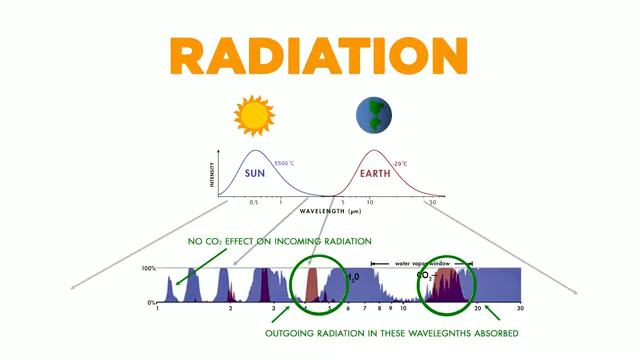 RADIATION
5500°C
-20°C
SUN
EARTH
INTENSITY
0.5 1 5 10 50
WAVELENGTH (μm)
NO CO₂ EFFECT ON INCOMING RADIATION
water vapor window
100%
H₂O
CO₂
0%
1 2 3 4 5 6 7 8 9 10 20 30
OUTGOING RADIATION IN THESE WAVELEGNTHS ABSORBED